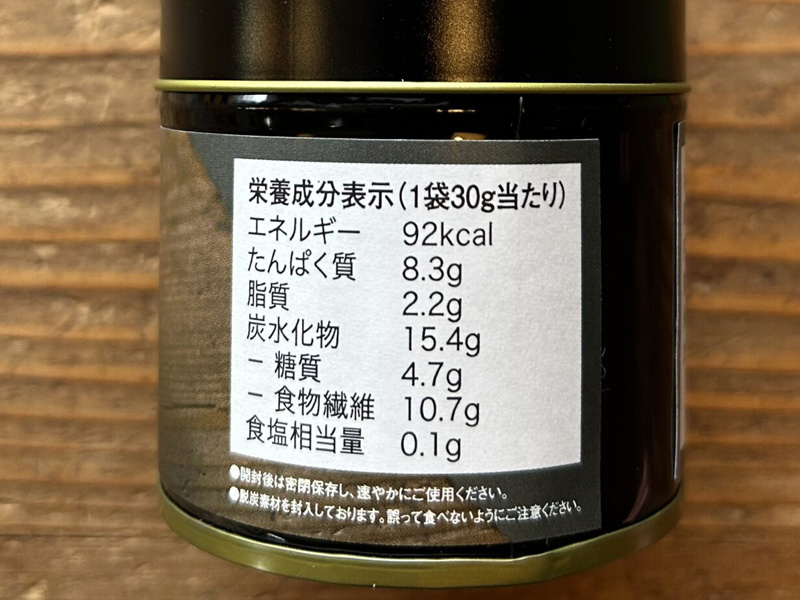 栄養成分表示(1袋30g当たり)
エネルギー 92kcal
たんぱく質 8.3g
脂質 2.2g
炭水化物 15.4g
- 糖質 4.7g
- 食物繊維 10.7g
食塩相当量 0.1g
●開封後は密閉保存し、速やかにご使用ください。
●脱炭素材を封入しております。誤って食べないようにご注意ください。